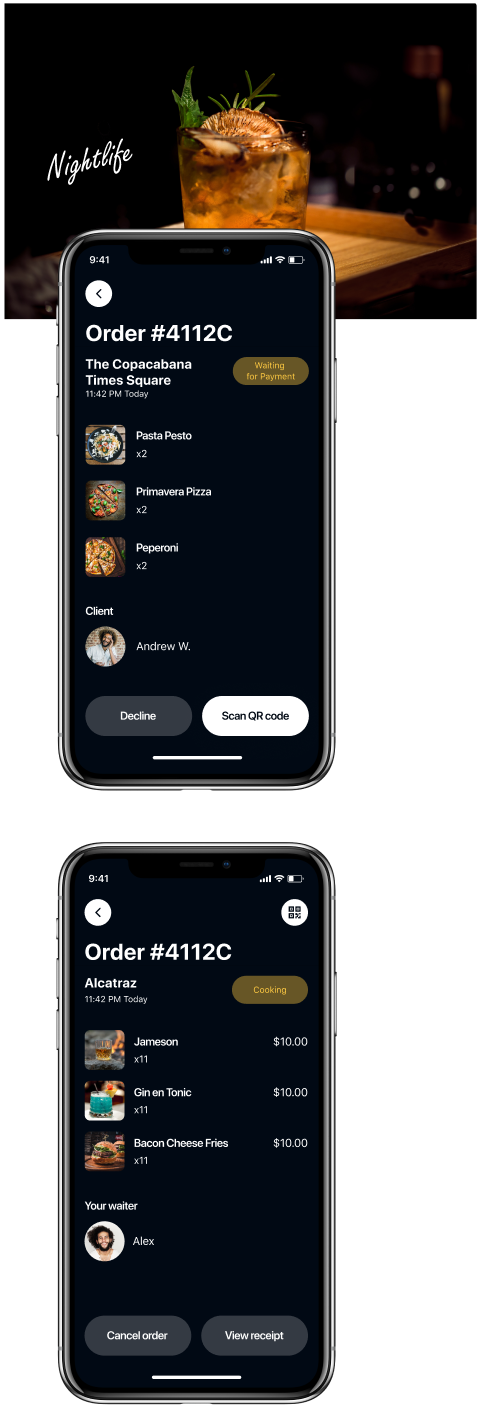 Nightlife
9:41
Order #4112C
The Copacabana
Times Square
11:42 PM Today
Waiting
for Payment
Pasta Pesto
x2
Primavera Pizza
x2
Peperoni
x2
Client
Andrew W.
Decline
Scan QR code
9:41
Order #4112C
Alcatraz
11:42 PM Today
Cooking
Jameson
$10.00
x11
Gin en Tonic
$10.00
x11
Bacon Cheese Fries
$10.00
x11
Your waiter
Alex
Cancel order
View receipt